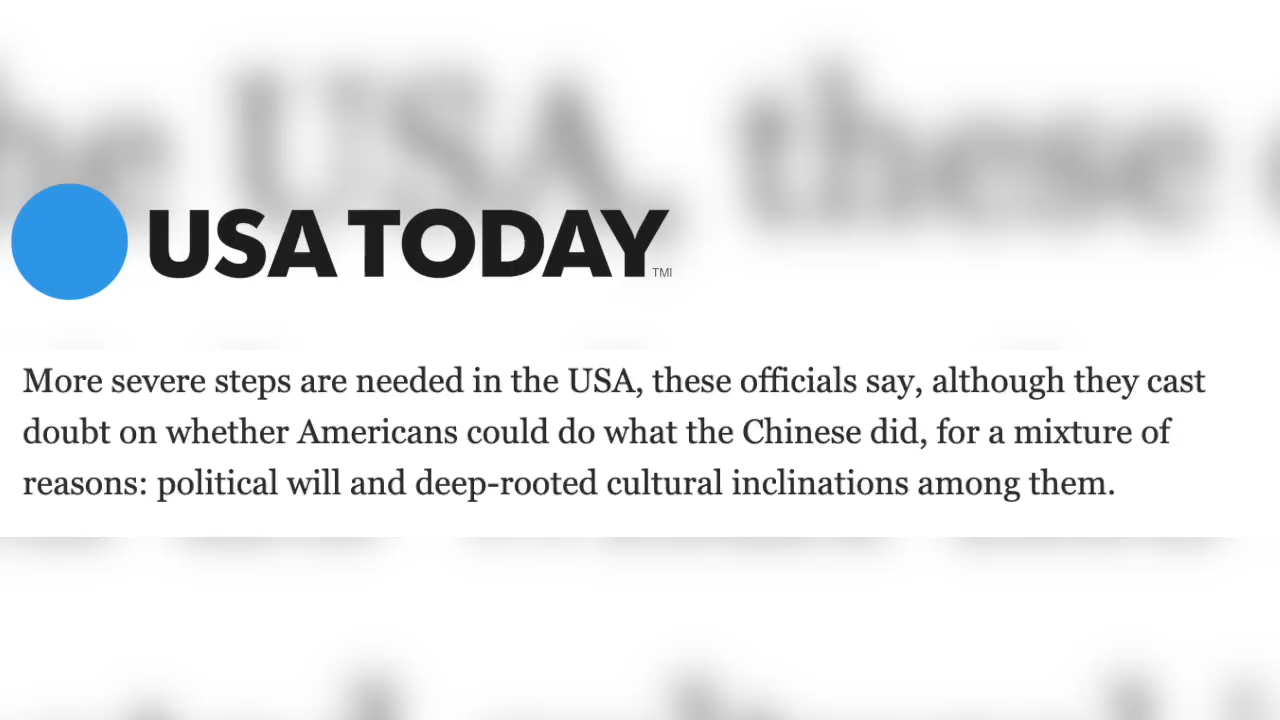 USA TODAY
TM
More severe steps are needed in the USA, these officials say, although they cast
doubt on whether Americans could do what the Chinese did, for a mixture of
reasons: political will and deep-rooted cultural inclinations among them.